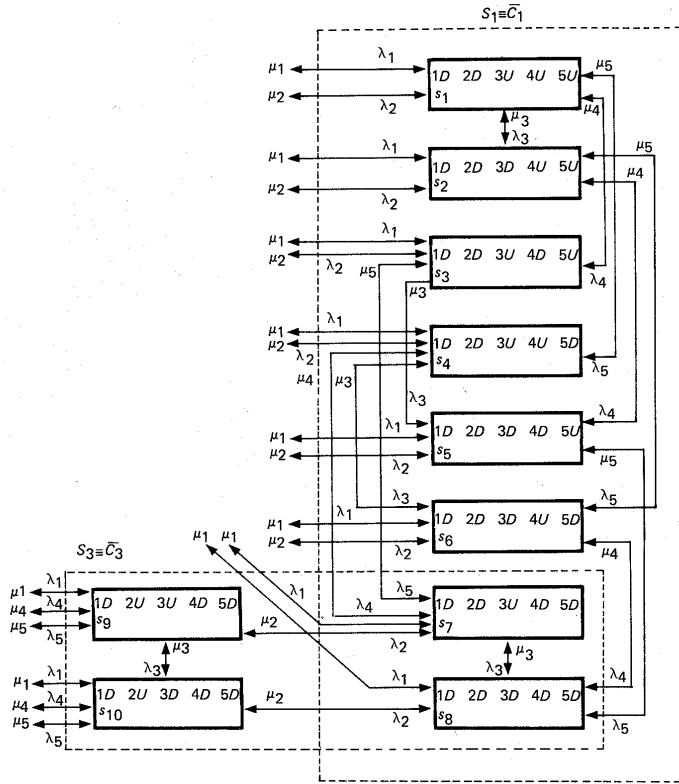 S₁≡C̄₁
μ1 λ1 μ5
1D 2D 3U 4U 5U
μ2 s1 μ4
λ2 μ3
λ3 μ5
μ1 λ1
1D 2D 3D 4U 5U μ4
μ2 s2
λ2
μ1 λ1
μ2 1D 2D 3U 4D 5U
λ2 μ5 s3 λ4
μ3
μ1 λ1
μ2 1D 2D 3U 4U 5D
λ2 s4 λ5
μ4 μ3
λ3 λ4
μ1 λ1 1D 2D 3D 4D 5U
μ2 s5 μ5
λ2
λ3 λ5
μ1 λ1 1D 2D 3D 4U 5D
μ2 s6 μ4
λ2
S₃≡C̄₃ μ1 μ1
λ1 λ1 λ5
μ1 1D 2U 3U 4D 5D λ4 1D 2D 3U 4D 5D
μ4 λ4 s9 μ2 s7
μ5 λ5 λ2
μ3 μ3
λ1 λ3 λ3 λ4
μ1 1D 2U 3D 4D 5D μ2 λ1 1D 2D 3D 4D 5D
μ4 λ4 s10 s8
μ5 λ2 λ5
λ5